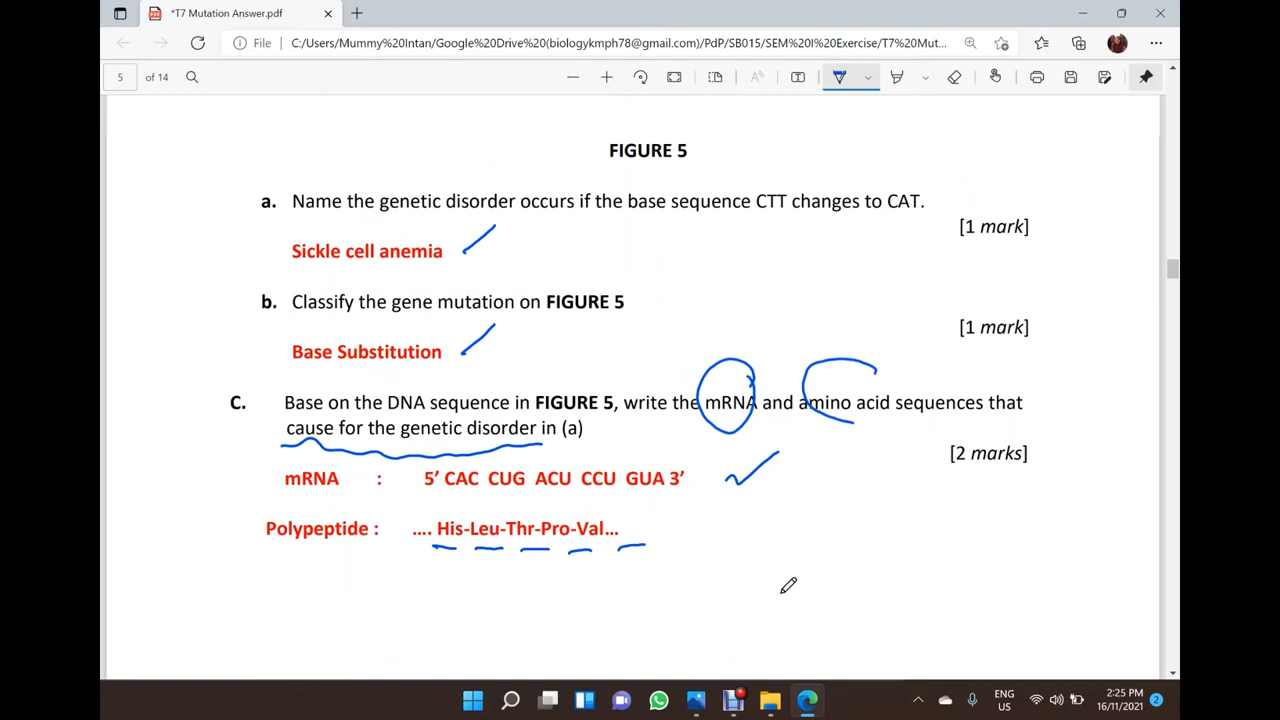 *T7 Mutation Answer.pdf
File
C:/Users/Mummy%20Intan/Google%20Drive%20(biologykmph78@gmail.com)/PdP/SB015/SEM%20I%20Exercise/T7%20Mut...
5 of 14
FIGURE 5
a. Name the genetic disorder occurs if the base sequence CTT changes to CAT.
[1 mark]
Sickle cell anemia
b. Classify the gene mutation on FIGURE 5
[1 mark]
Base Substitution
C. Base on the DNA sequence in FIGURE 5, write the mRNA and amino acid sequences that
cause for the genetic disorder in (a)
[2 marks]
mRNA : 5’ CAC CUG ACU CCU GUA 3’
Polypeptide : .... His-Leu-Thr-Pro-Val...
ENG
US
2:25 PM
16/11/2021
2